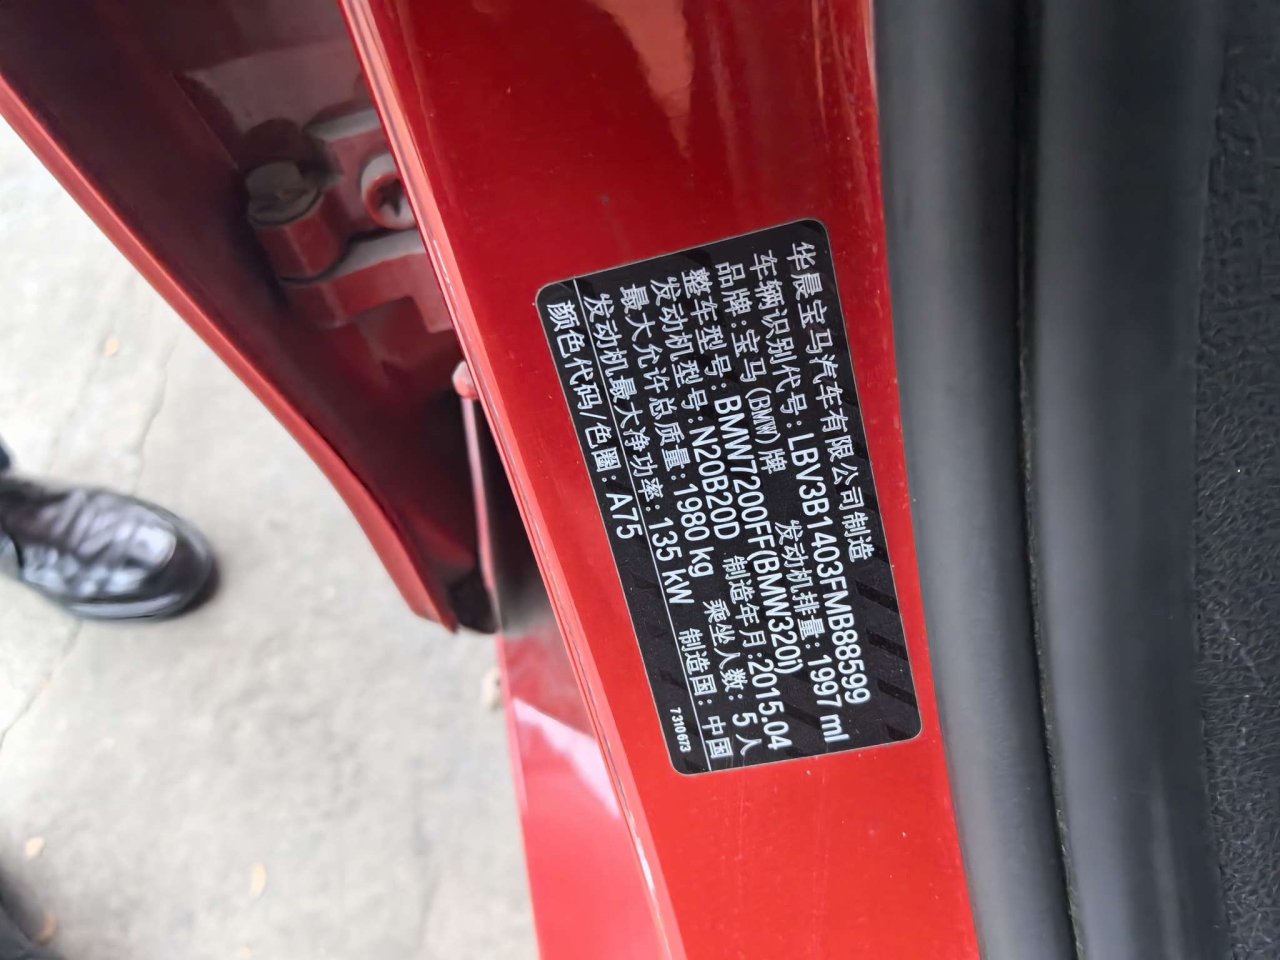 华晨宝马汽车有限公司制造
车辆识别代号: LBV3B1403FMB88599
品牌:宝马(BMW)牌 发动机排量: 1997 ml
整车型号: BMW7200FF(BMW320i)
发动机型号: N20B20D 制造年月:2015.04
最大允许总质量: 1980 kg 乘坐人数: 5人
发动机最大净功率: 135 kW 制造国: 中国
颜色代码/色圈: A75
7310673